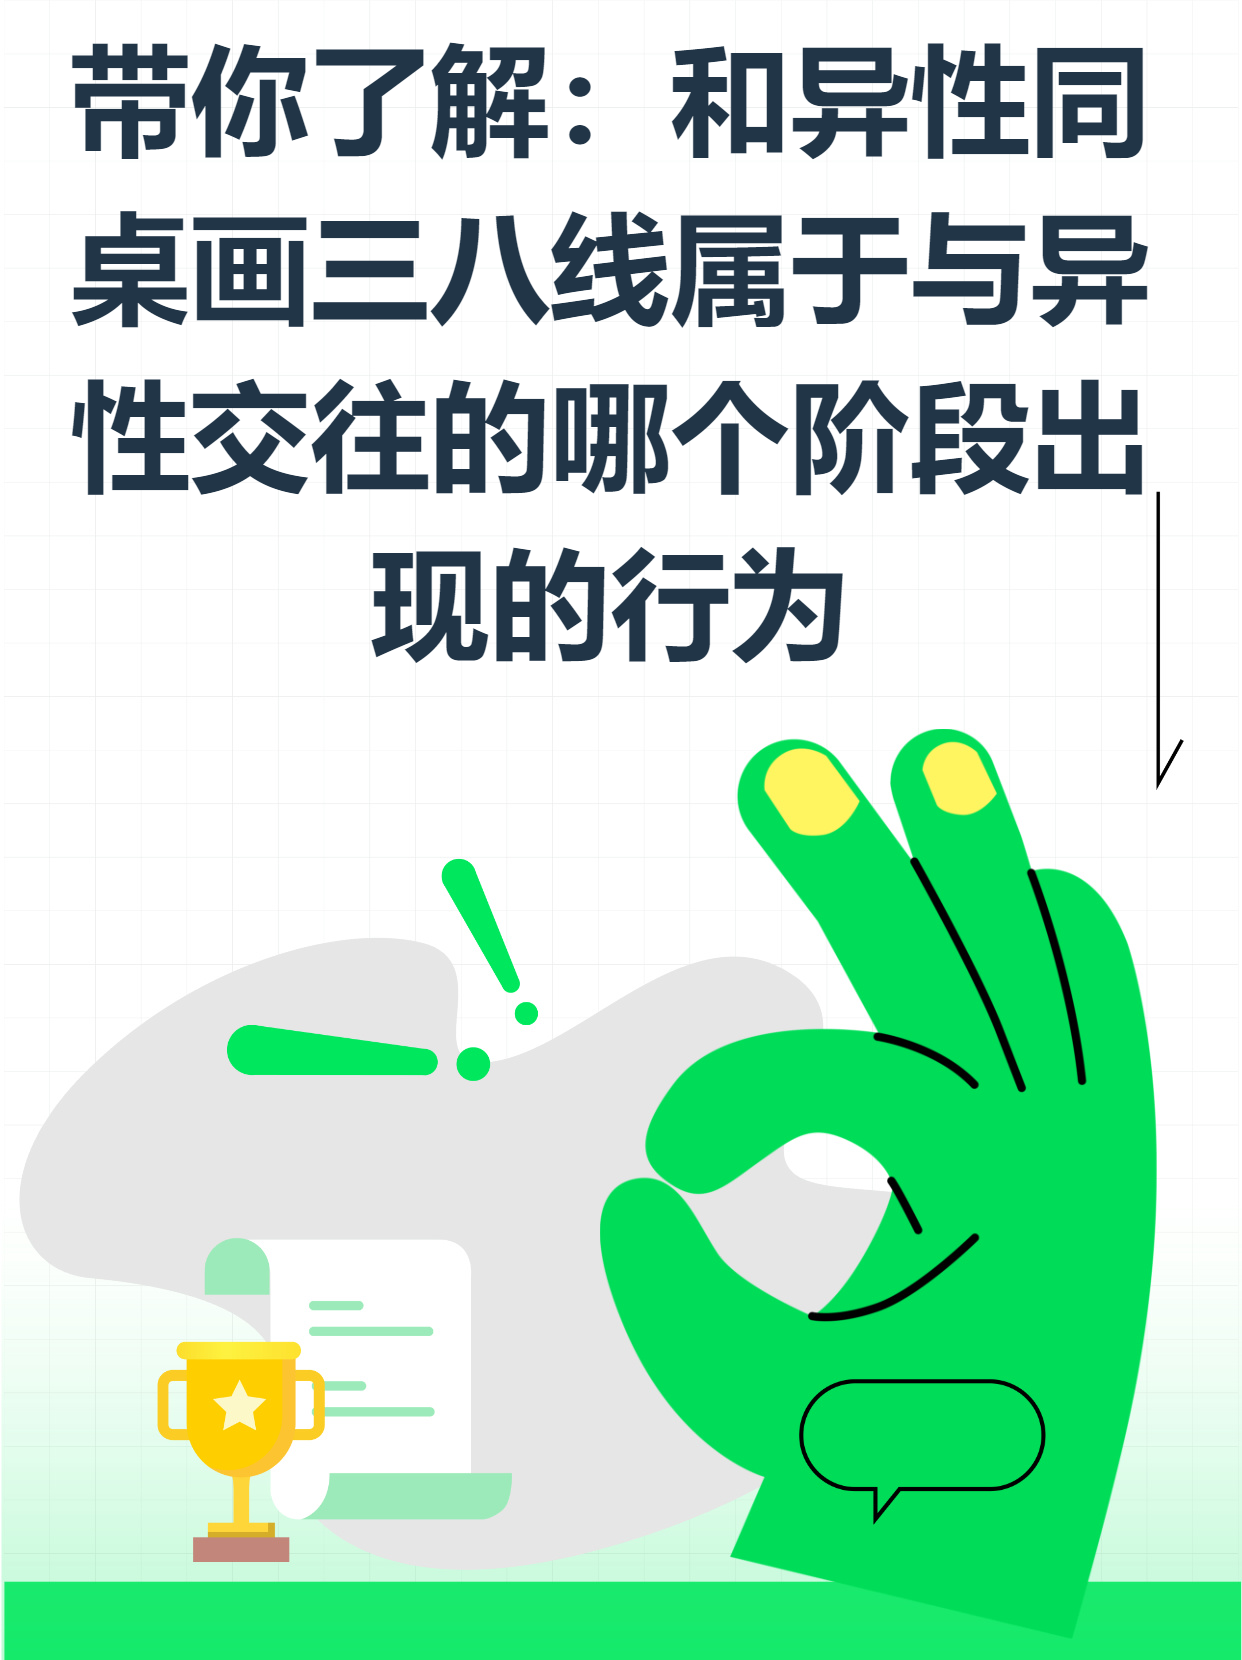 带你了解：和异性同
桌画三八线属于与异
性交往的哪个阶段出
现的行为